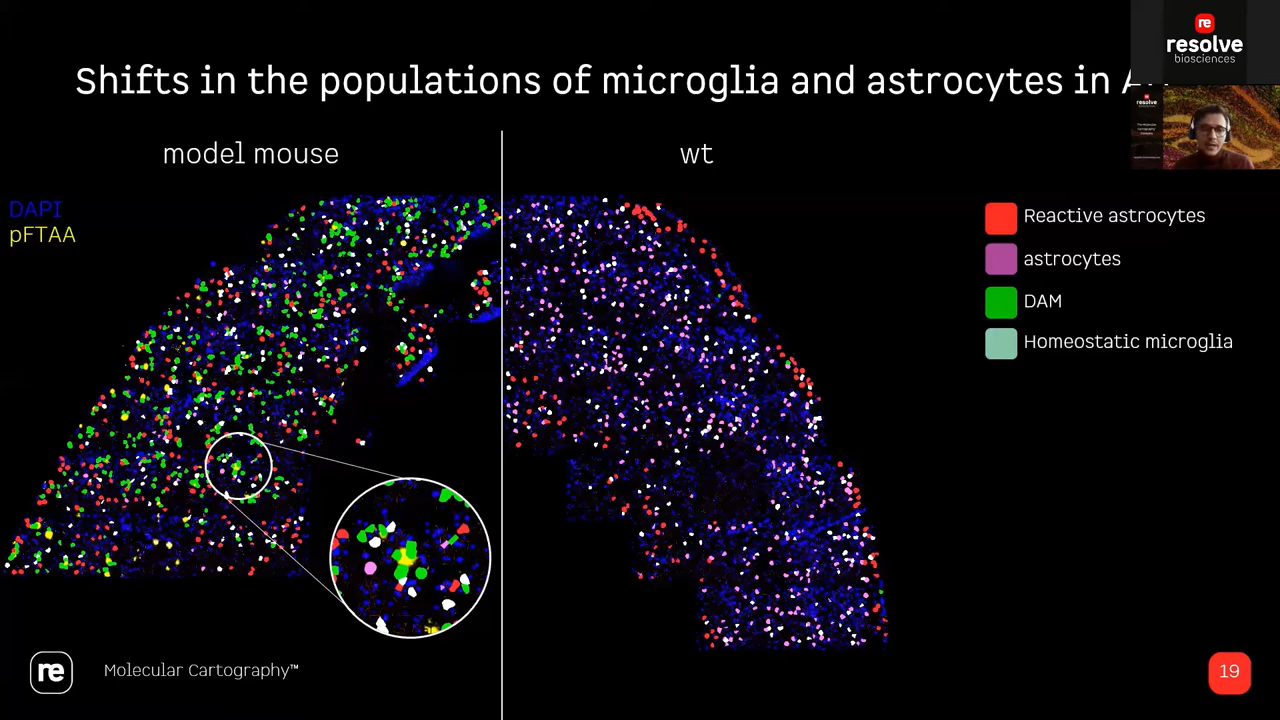 re
resolve
biosciences
Shifts in the populations of microglia and astrocytes in
model mouse
wt
DAPI
pFTAA
Reactive astrocytes
astrocytes
DAM
Homeostatic microglia
re
Molecular Cartography™
19